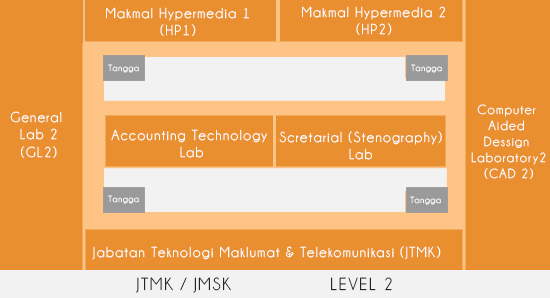 Makmal Hypermedia 1
(HP1)
Makmal Hypermedia 2
(HP2)
Tangga
Tangga
General
Lab 2
(GL2)
Accounting Technology
Lab
Scretarial (Stenography)
Lab
Computer
Aided
Dessign
Laboratory2
(CAD 2)
Tangga
Tangga
Jabatan Teknologi Maklumat & Telekomunikasi (JTMK)
JTMK / JMSK
LEVEL 2